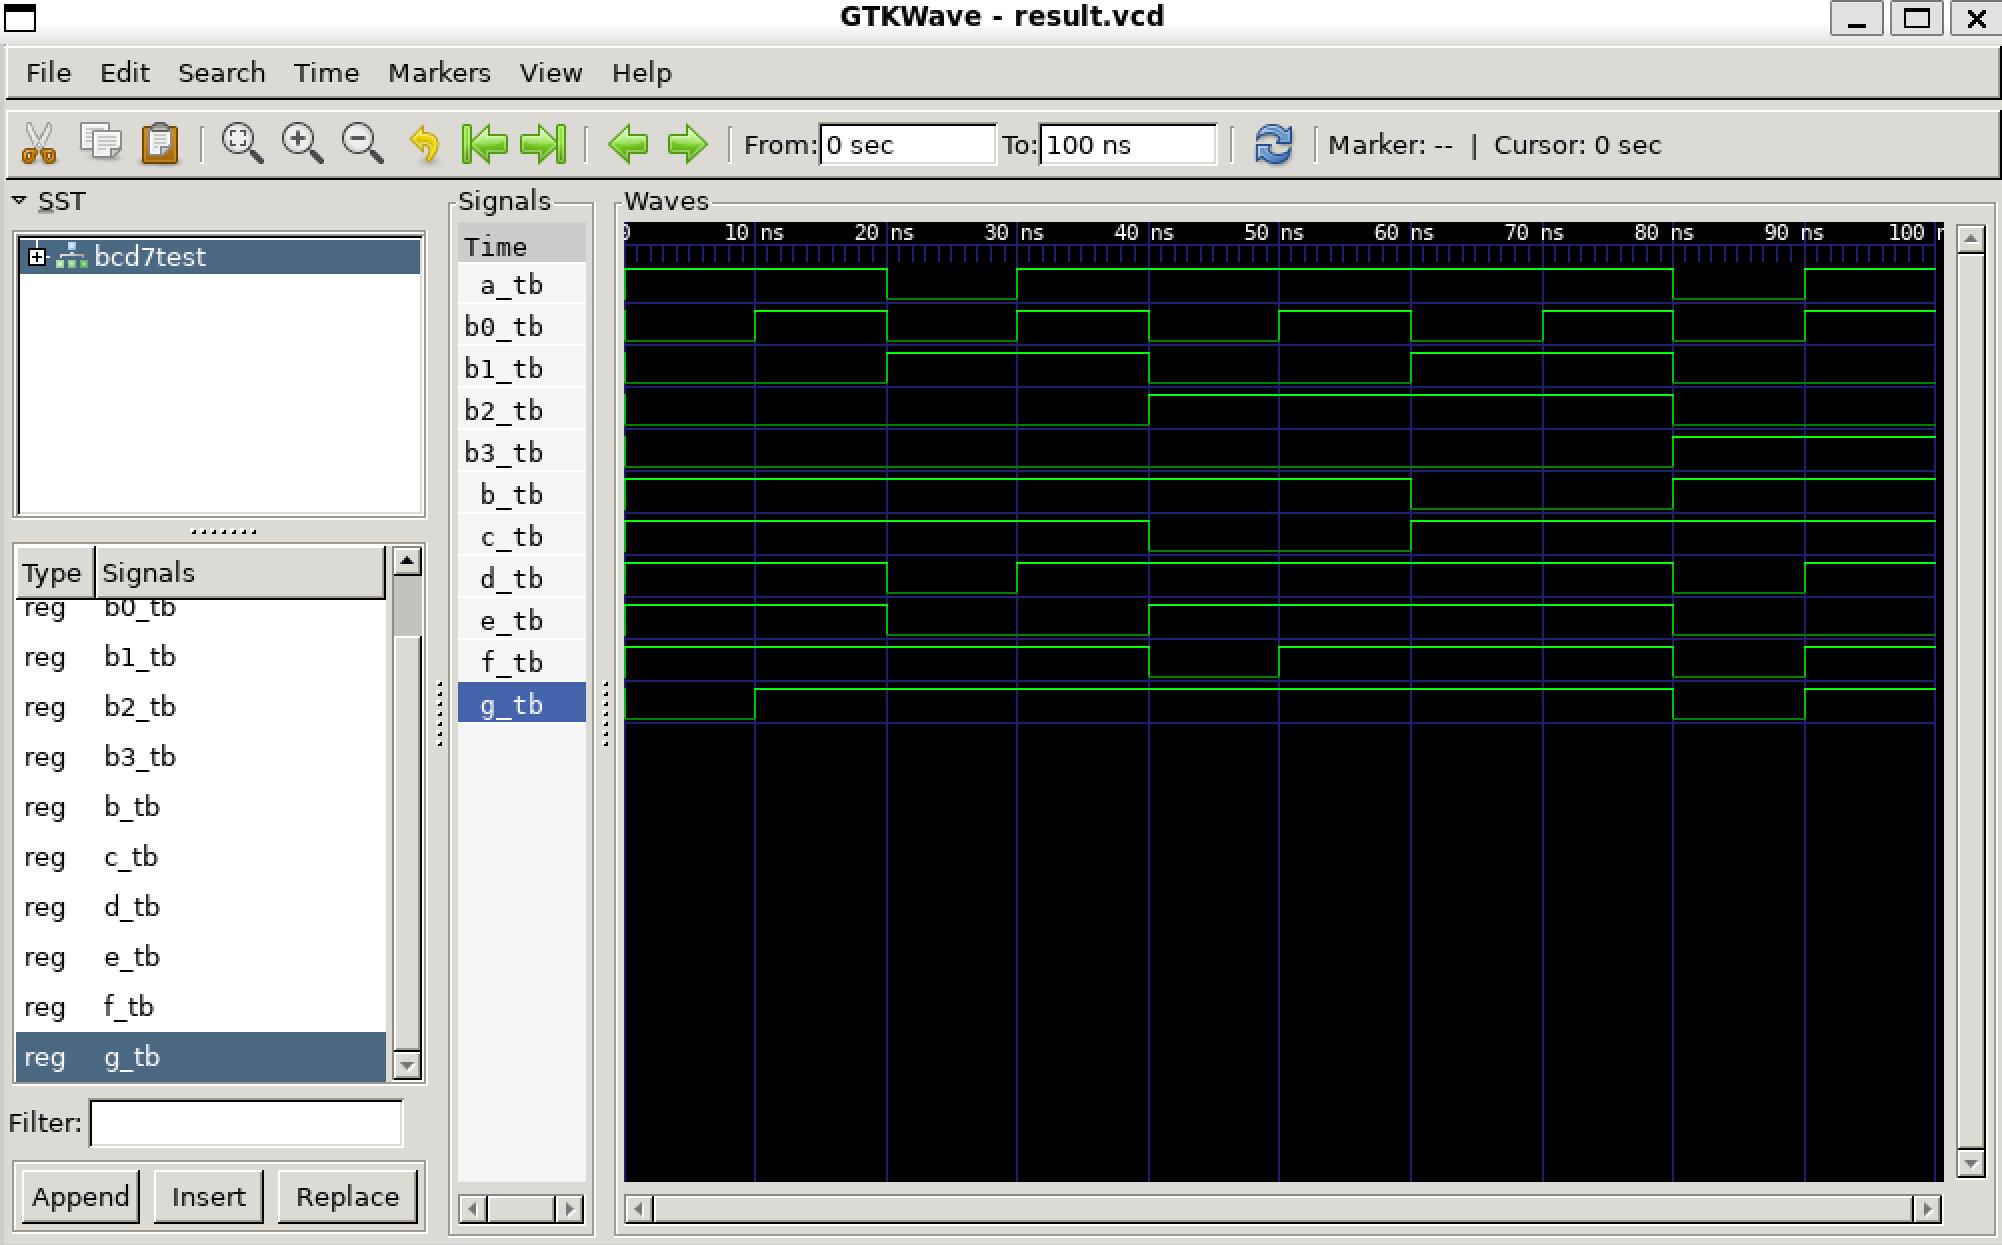 GTKWave - result.vcd
File Edit Search Time Markers View Help
From: 0 sec To: 100 ns Marker: -- | Cursor: 0 sec
SST
bcd7test
Type Signals
reg b0_tb
reg b1_tb
reg b2_tb
reg b3_tb
reg b_tb
reg c_tb
reg d_tb
reg e_tb
reg f_tb
reg g_tb
Filter:
Append Insert Replace
Signals
Time
a_tb
b0_tb
b1_tb
b2_tb
b3_tb
b_tb
c_tb
d_tb
e_tb
f_tb
g_tb
Waves
0 10 ns 20 ns 30 ns 40 ns 50 ns 60 ns 70 ns 80 ns 90 ns 100